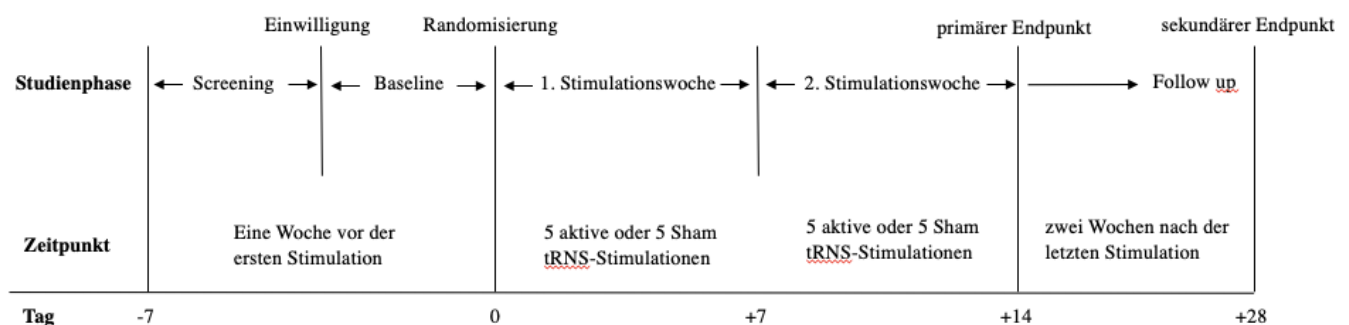 Einwilligung Randomisierung primärer Endpunkt sekundärer Endpunkt
Studienphase Screening Baseline 1. Stimulationswoche 2. Stimulationswoche Follow up
Zeitpunkt
Eine Woche vor der
ersten Stimulation
5 aktive oder 5 Sham
tRNS-Stimulationen
5 aktive oder 5 Sham
tRNS-Stimulationen
zwei Wochen nach der
letzten Stimulation
Tag -7 0 +7 +14 +28